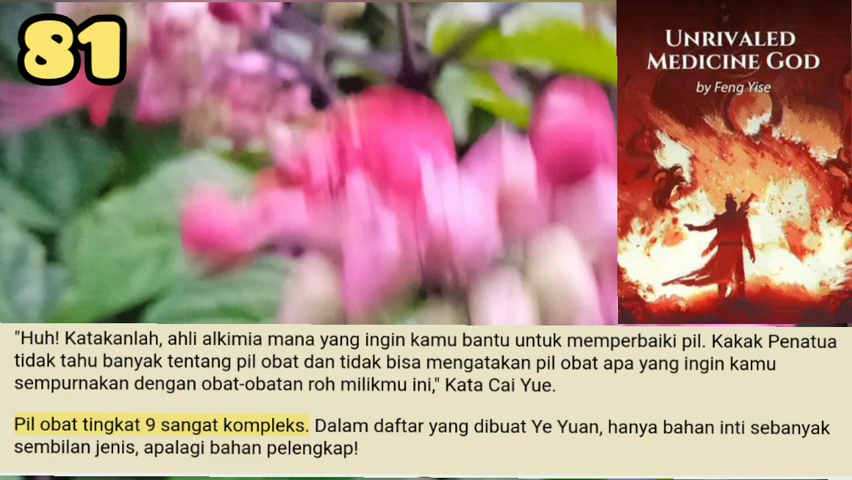 81
UNRIVALED
MEDICINE GOD
by Feng Yise
"Huh! Katakanlah, ahli alkimia mana yang ingin kamu bantu untuk memperbaiki pil. Kakak Penatua
tidak tahu banyak tentang pil obat dan tidak bisa mengatakan pil obat apa yang ingin kamu
sempurnakan dengan obat-obatan roh milikmu ini," Kata Cai Yue.
Pil obat tingkat 9 sangat kompleks. Dalam daftar yang dibuat Ye Yuan, hanya bahan inti sebanyak
sembilan jenis, apalagi bahan pelengkap!